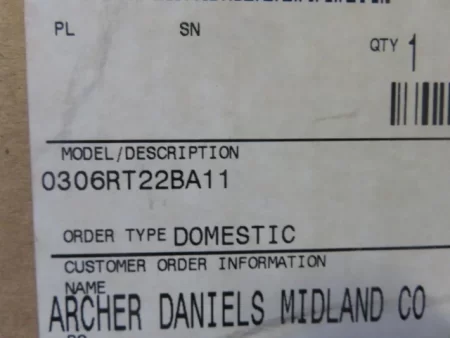 PL SN QTY 1
MODEL/DESCRIPTION
0306RT22BA11
ORDER TYPE DOMESTIC
CUSTOMER ORDER INFORMATION
NAME
ARCHER DANIELS MIDLAND CO